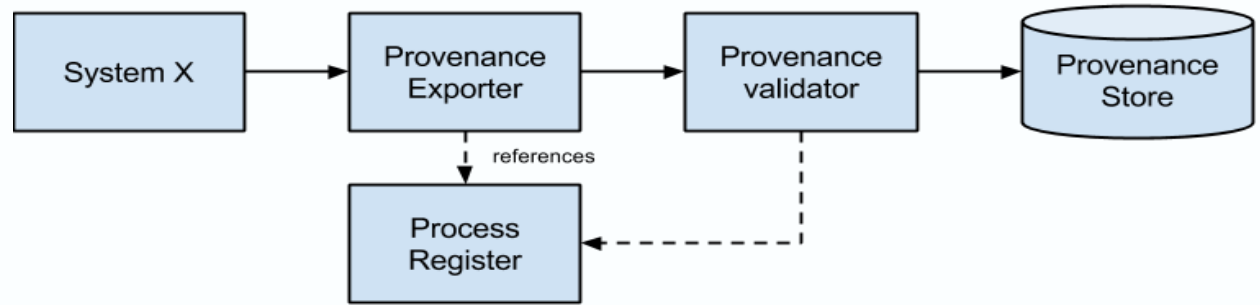 System X
Provenance
Exporter
Provenance
validator
Provenance
Store
references
Process
Register